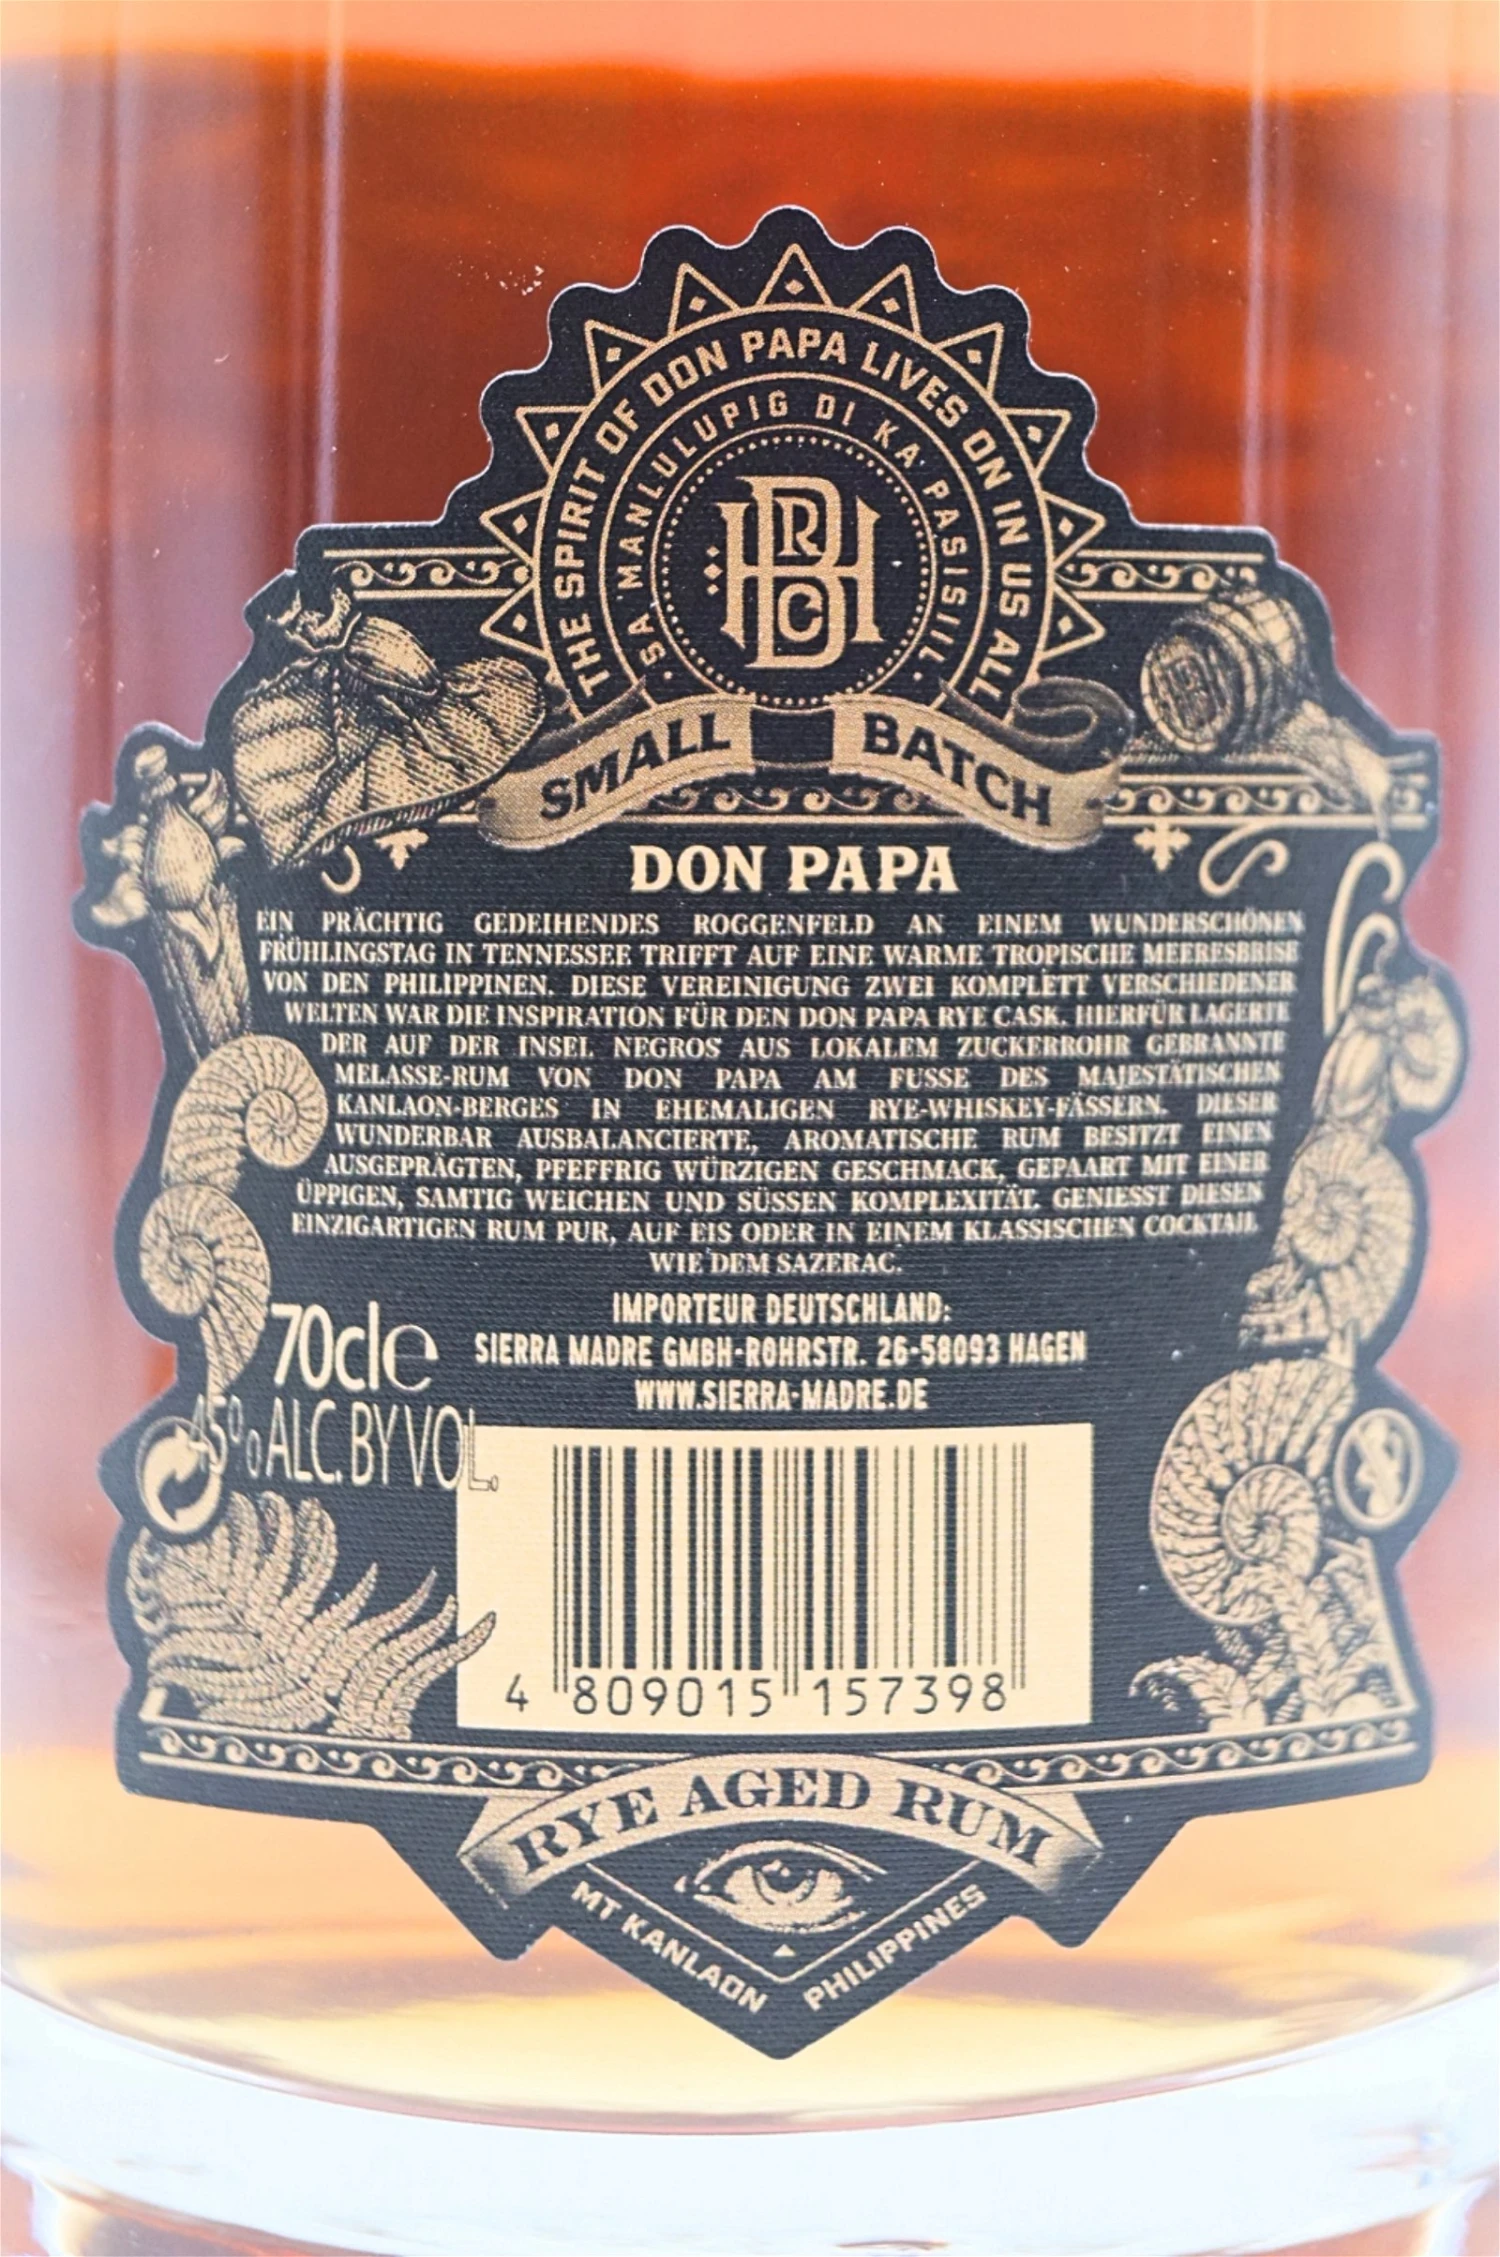 THE SPIRIT OF DON PAPA LIVES ON IN US ALL
SA MANLULUPIG DI KA PASISIIL
BRHC
SMALL BATCH
DON PAPA
EIN PRÄCHTIG GEDEIHENDES ROGGENFELD AN EINEM WUNDERSCHÖNEN
FRÜHLINGSTAG IN TENNESSEE TRIFFT AUF EINE WARME TROPISCHE MEERESBRISE
VON DEN PHILIPPINEN. DIESE VEREINIGUNG ZWEI KOMPLETT VERSCHIEDENER
WELTEN WAR DIE INSPIRATION FÜR DEN DON PAPA RYE CASK. HIERFÜR LAGERTE
DER AUF DER INSEL NEGROS AUS LOKALEM ZUCKERROHR GEBRANNTE
MELASSE-RUM VON DON PAPA AM FUSSE DES MAJESTÄTISCHEN
KANLAON-BERGES IN EHEMALIGEN RYE-WHISKEY-FÄSSERN. DIESER
WUNDERBAR AUSBALANCIERTE, AROMATISCHE RUM BESITZT EINEN
AUSGEPRÄGTEN, PFEFFRIG WÜRZIGEN GESCHMACK, GEPAART MIT EINER
ÜPPIGEN, SAMTIG WEICHEN UND SÜSSEN KOMPLEXITÄT. GENIESST DIESEN
EINZIGARTIGEN RUM PUR, AUF EIS ODER IN EINEM KLASSISCHEN COCKTAIL
WIE DEM SAZERAC.
IMPORTEUR DEUTSCHLAND:
SIERRA MADRE GMBH-ROHRSTR. 26-58093 HAGEN
WWW.SIERRA-MADRE.DE
70cl e
45% ALC. BY VOL.
4 809015 157398
RYE AGED RUM
MT KANLAON PHILIPPINES